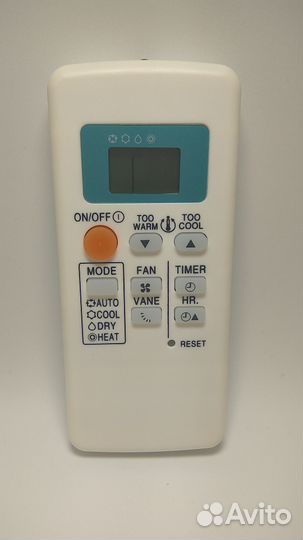 ON/OFF
TOO WARM
TOO COOL
MODE
FAN
TIMER
AUTO
COOL
DRY
HEAT
VANE
HR.
RESET
Avito